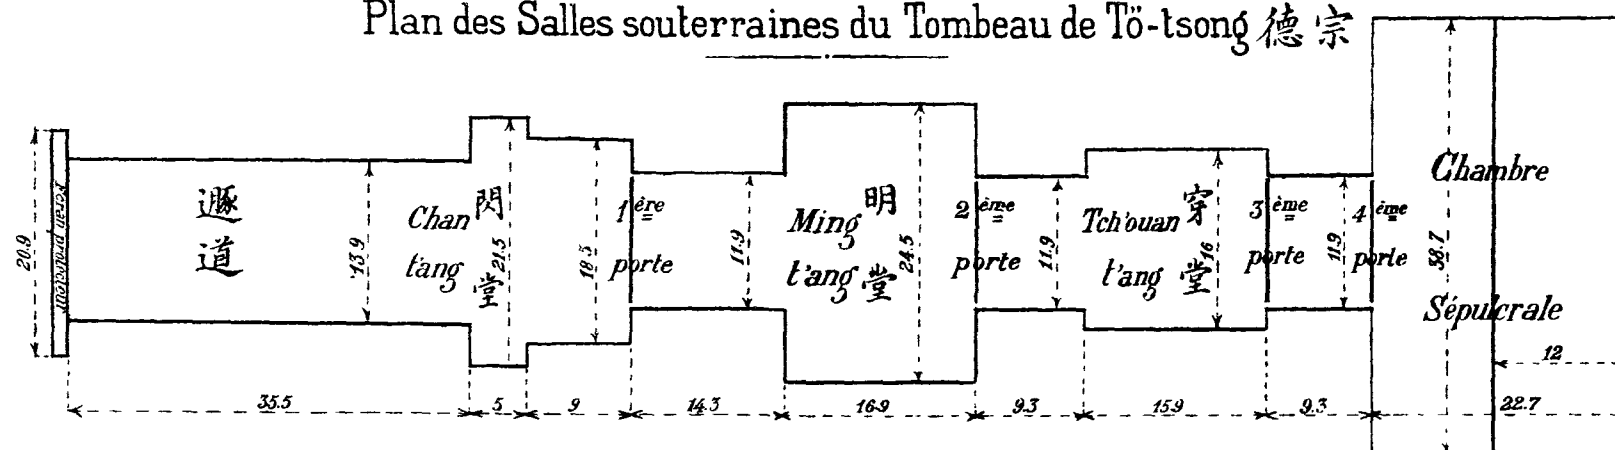 Plan des Salles souterraines du Tombeau de Tö-tsong 德宗
20.9
Écran protecteur
遯道
13.9
Chan t'ang
閃堂
21.5
1ère porte
11.9
Ming t'ang
明堂
24.5
2ème porte
11.9
Tch'ouan t'ang
穿堂
16
3ème porte
11.9
4ème porte
58.7
Chambre
Sépulcrale
12
35.5
5
9
14.3
16.9
9.3
15.9
9.3
22.7